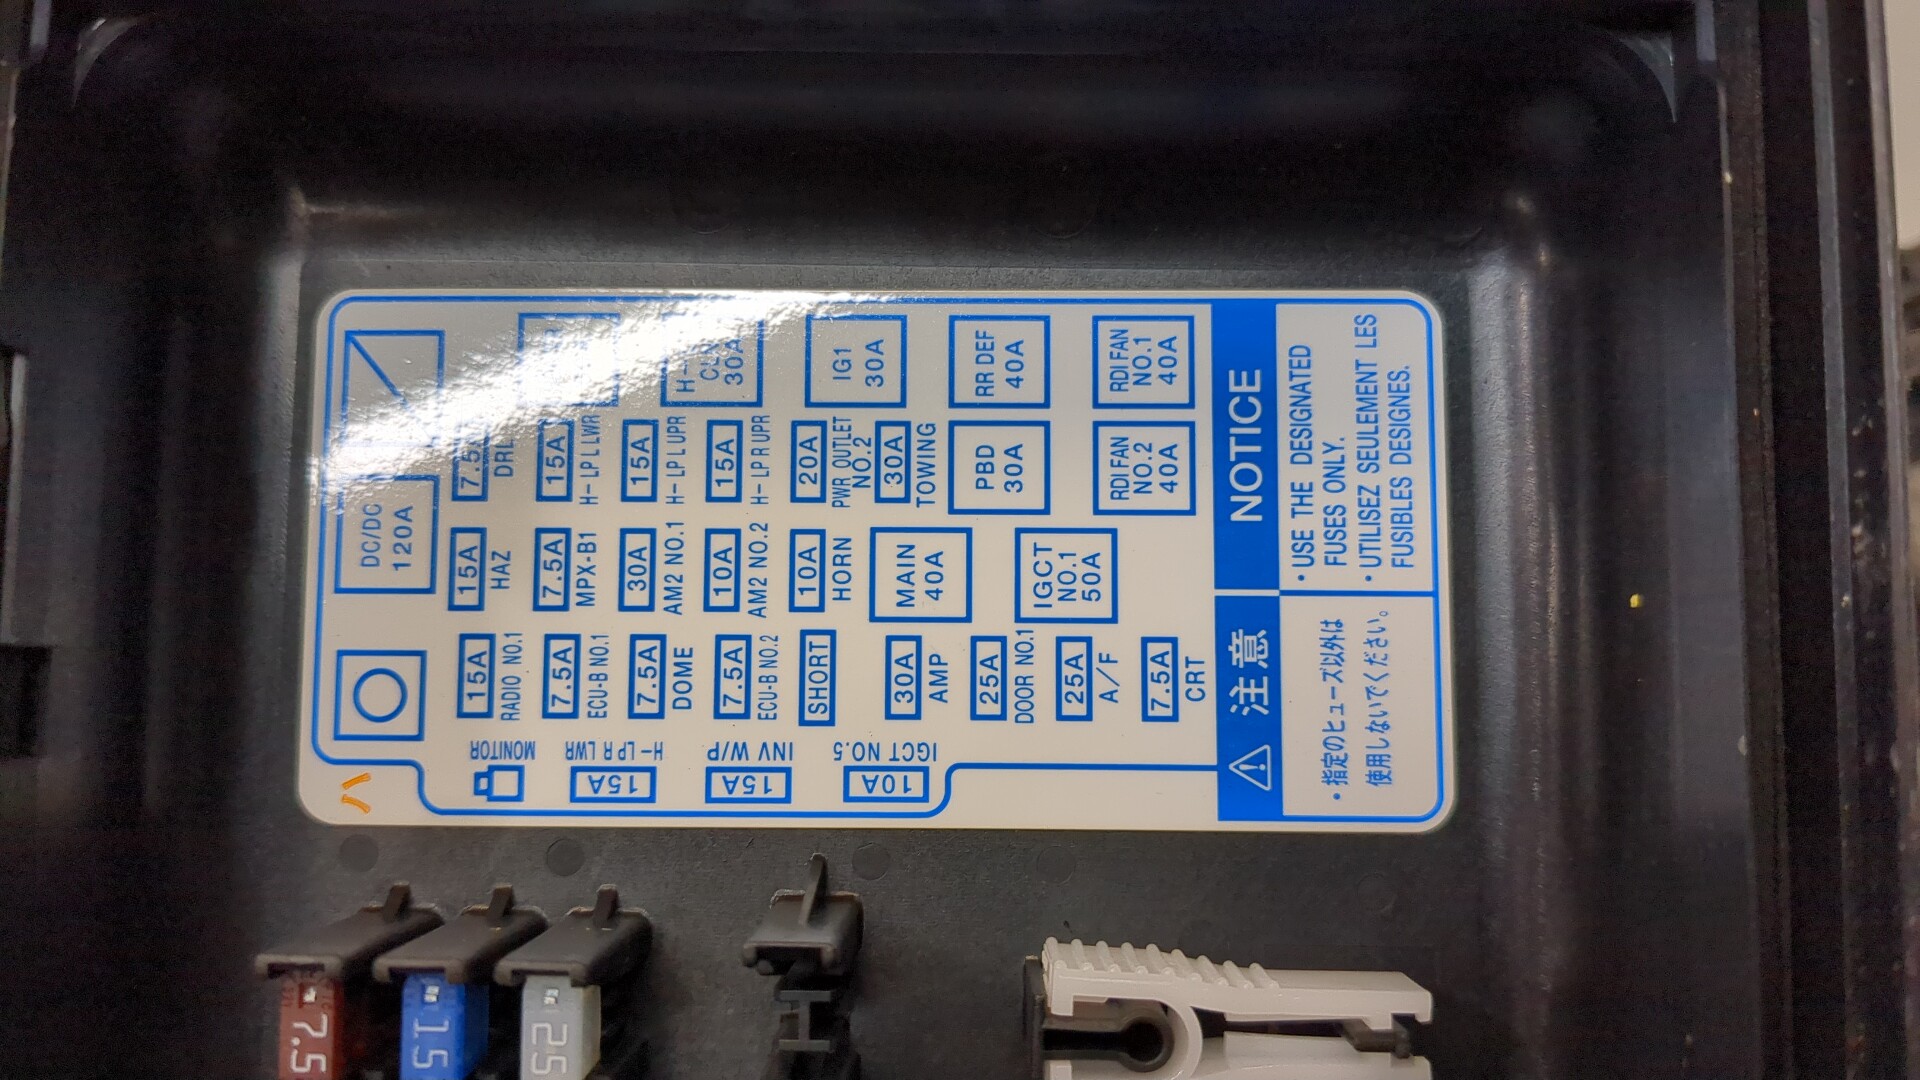 DC/DC
120A
15A
HAZ
DRL
15A
RADIO NO.1
MONITOR
15A
H-LP L LWR
7.5A
MPX-B1
7.5A
ECU-B NO.1
15A
H-LP R LWR
30A
15A
H-LP L UPR
30A
AM2 NO.1
7.5A
DOME
15A
H-LP R UPR
10A
AM2 NO.2
7.5A
ECU-B NO.2
15A
INV W/P
IG1
30A
20A
PWR OUTLET
NO.2
10A
HORN
SHORT
10A
IGCT NO.5
30A
TOWING
MAIN
40A
30A
AMP
RR DEF
40A
PBD
30A
25A
DOOR NO.1
IGCT
NO.1
50A
25A
A/F
RDI FAN
NO.1
40A
RDI FAN
NO.2
40A
7.5A
CRT
⚠ 注意
・指定のヒューズ以外は
使用しないでください。
NOTICE
・USE THE DESIGNATED
FUSES ONLY.
・UTILISEZ SEULEMENT LES
FUSIBLES DESIGNES.
7.5
15
25